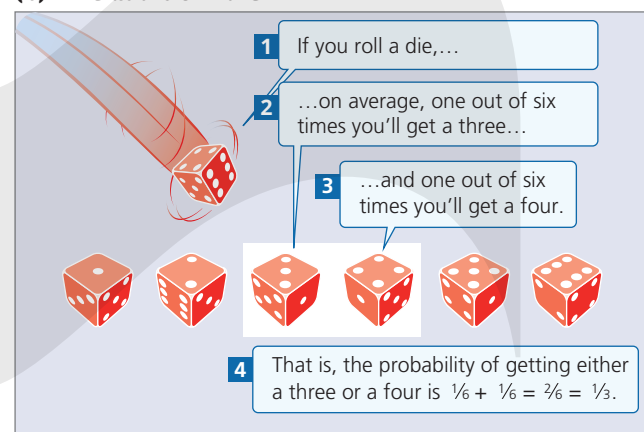 1 If you roll a die,…
2 …on average, one out of six
times you’ll get a three…
3 …and one out of six
times you’ll get a four.
4 That is, the probability of getting either
a three or a four is ⅙ + ⅙ = 2⁄6 = ⅓.